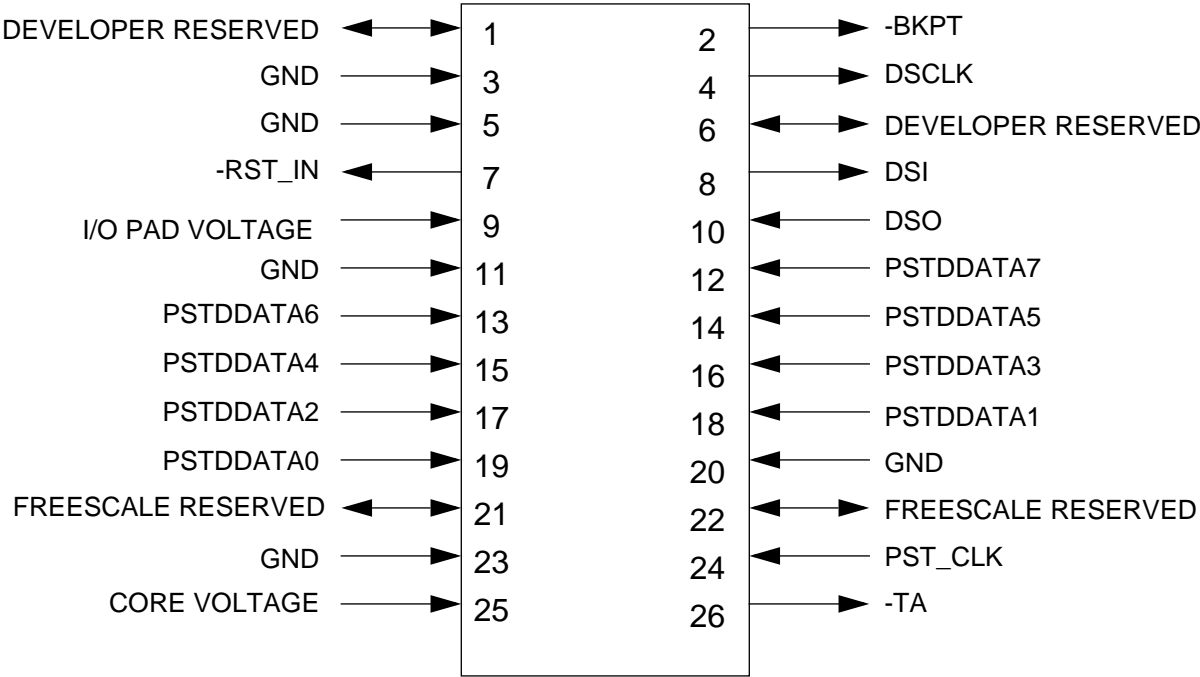 DEVELOPER RESERVED 1 2 -BKPT
GND 3 4 DSCLK
GND 5 6 DEVELOPER RESERVED
-RST_IN 7 8 DSI
I/O PAD VOLTAGE 9 10 DSO
GND 11 12 PSTDDATA7
PSTDDATA6 13 14 PSTDDATA5
PSTDDATA4 15 16 PSTDDATA3
PSTDDATA2 17 18 PSTDDATA1
PSTDDATA0 19 20 GND
FREESCALE RESERVED 21 22 FREESCALE RESERVED
GND 23 24 PST_CLK
CORE VOLTAGE 25 26 -TA